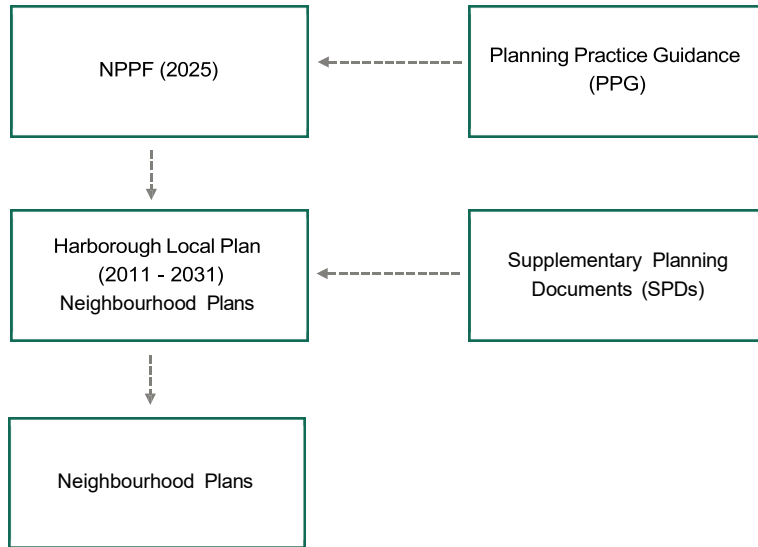 NPPF (2025)
Planning Practice Guidance
(PPG)
Harborough Local Plan
(2011 - 2031)
Neighbourhood Plans
Supplementary Planning
Documents (SPDs)
Neighbourhood Plans